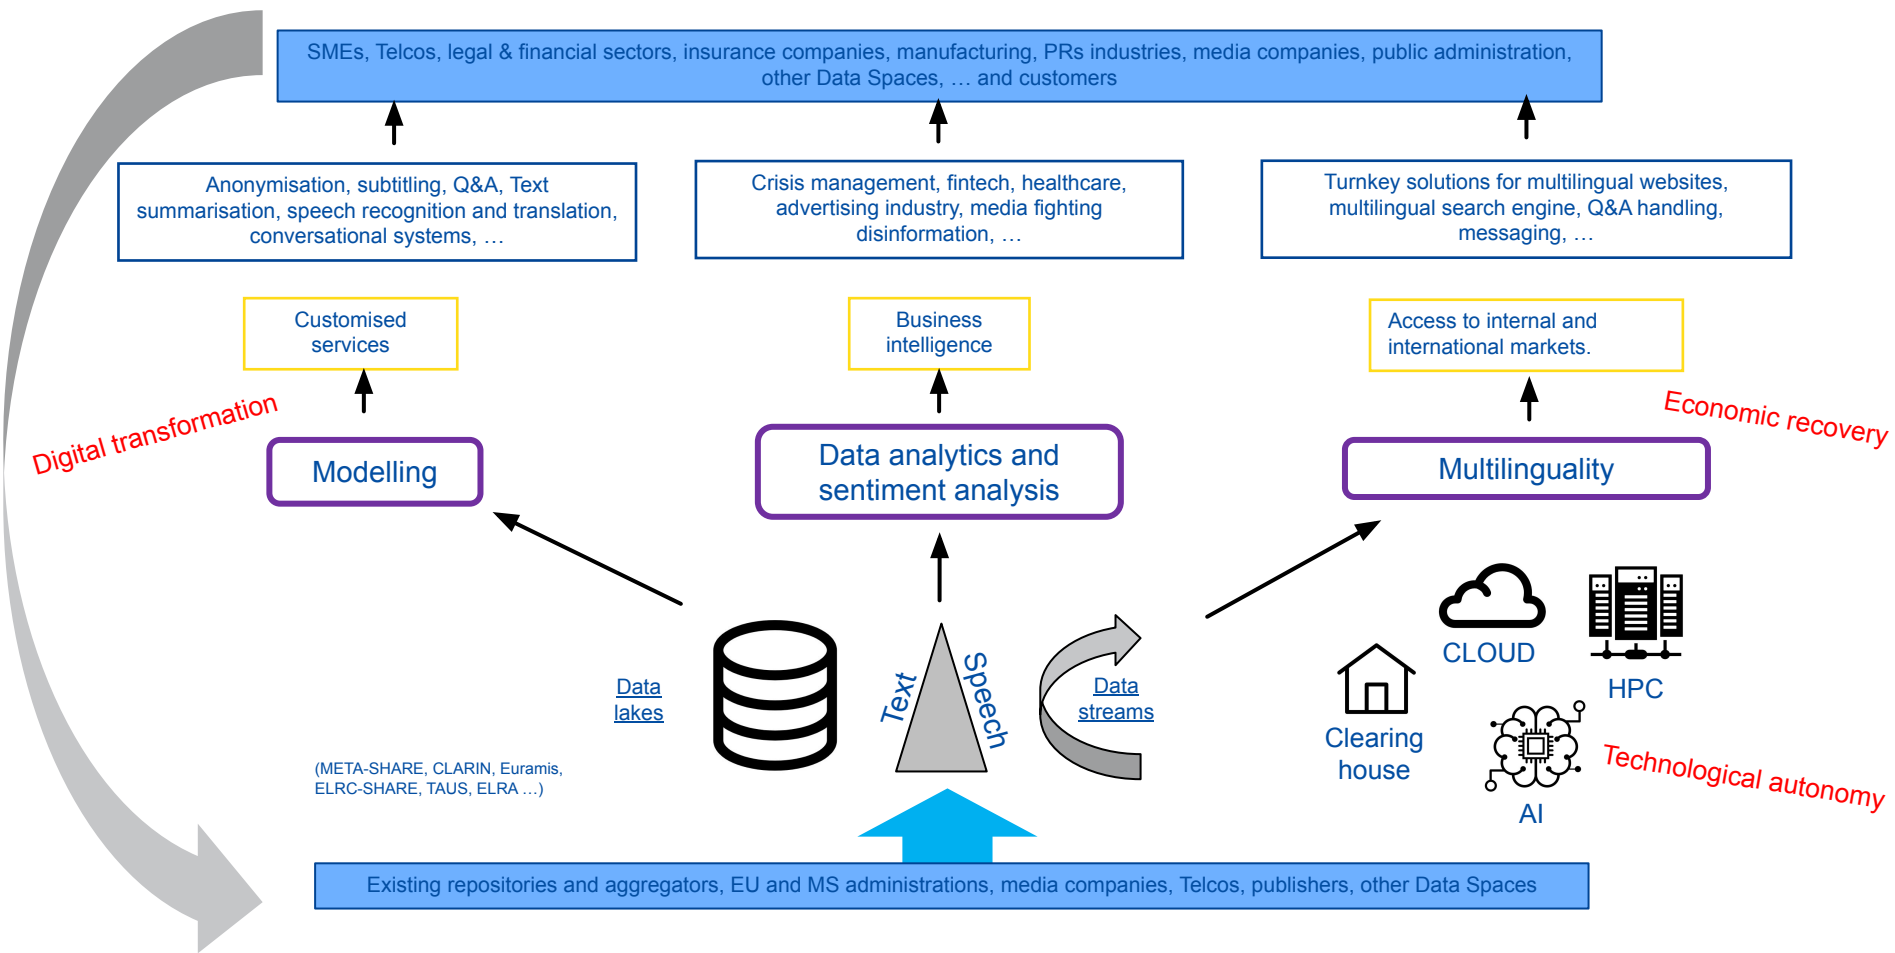 SMEs, Telcos, legal & financial sectors, insurance companies, manufacturing, PRs industries, media companies, public administration,
other Data Spaces, … and customers
Anonymisation, subtitling, Q&A, Text
summarisation, speech recognition and translation,
conversational systems, …
Crisis management, fintech, healthcare,
advertising industry, media fighting
disinformation, …
Turnkey solutions for multilingual websites,
multilingual search engine, Q&A handling,
messaging, …
Customised
services
Business
intelligence
Access to internal and
international markets.
Digital transformation
Economic recovery
Modelling
Data analytics and
sentiment analysis
Multilinguality
Data
lakes
Text
Speech
Data
streams
CLOUD
HPC
Clearing
house
AI
Technological autonomy
(META-SHARE, CLARIN, Euramis,
ELRC-SHARE, TAUS, ELRA …)
Existing repositories and aggregators, EU and MS administrations, media companies, Telcos, publishers, other Data Spaces